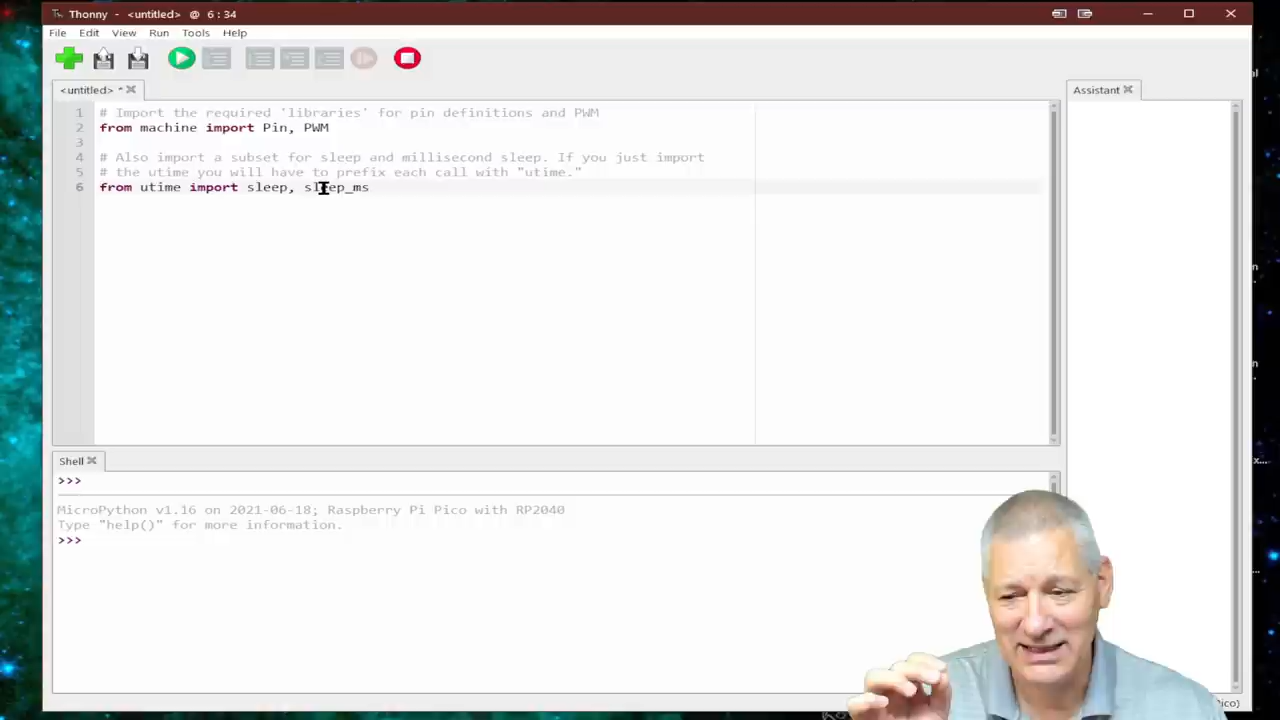 Thonny - <untitled> @ 6:34
File Edit View Run Tools Help
<untitled> *
Assistant
1 # Import the required 'libraries' for pin definitions and PWM
2 from machine import Pin, PWM
3
4 # Also import a subset for sleep and millisecond sleep. If you just import
5 # the utime you will have to prefix each call with "utime."
6 from utime import sleep, sleep_ms
Shell
>>>
MicroPython v1.16 on 2021-06-18; Raspberry Pi Pico with RP2040
Type "help()" for more information.
>>>